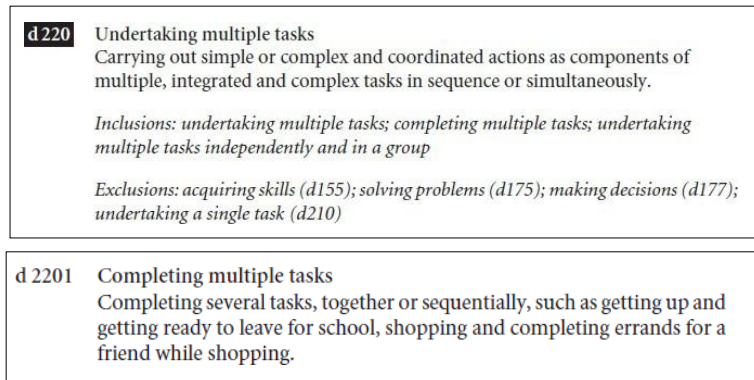 d220 Undertaking multiple tasks
Carrying out simple or complex and coordinated actions as components of
multiple, integrated and complex tasks in sequence or simultaneously.
Inclusions: undertaking multiple tasks; completing multiple tasks; undertaking
multiple tasks independently and in a group
Exclusions: acquiring skills (d155); solving problems (d175); making decisions (d177);
undertaking a single task (d210)
d 2201 Completing multiple tasks
Completing several tasks, together or sequentially, such as getting up and
getting ready to leave for school, shopping and completing errands for a
friend while shopping.